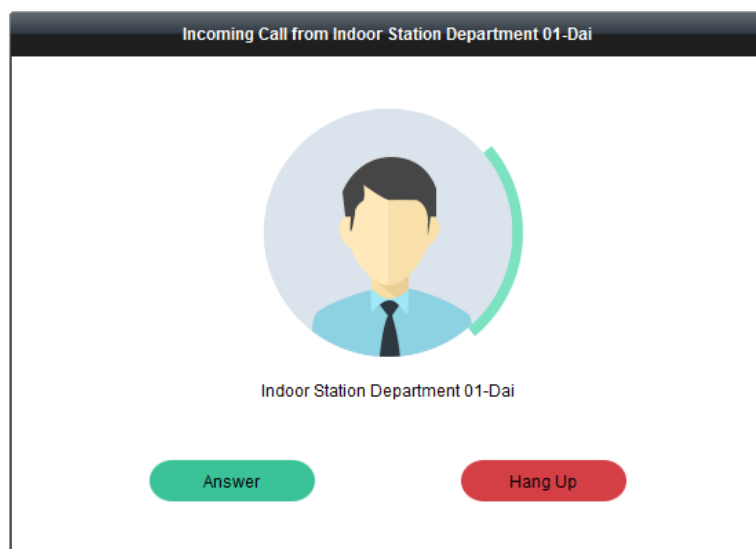 Incoming Call from Indoor Station Department 01-Dai
Indoor Station Department 01-Dai
Answer
Hang Up